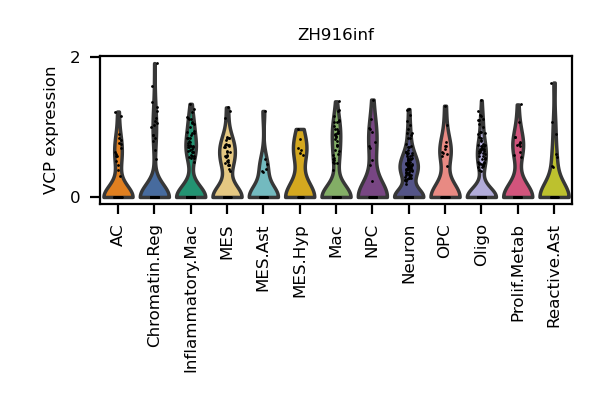 ZH916inf
VCP expression
2
0
AC
Chromatin.Reg
Inflammatory.Mac
MES
MES.Ast
MES.Hyp
Mac
NPC
Neuron
OPC
Oligo
Prolif.Metab
Reactive.Ast